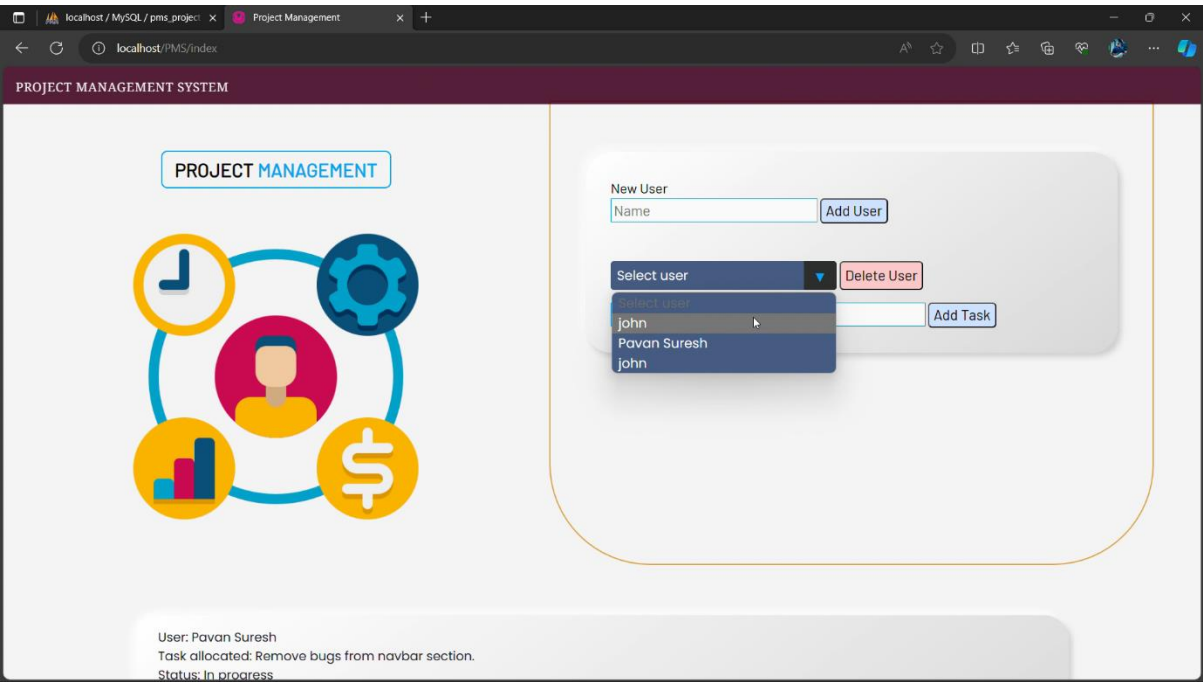 localhost / MySQL / pms_project
Project Management
localhost/PMS/index
PROJECT MANAGEMENT SYSTEM
PROJECT MANAGEMENT
New User
Name
Add User
Select user
Delete User
Select user
john
Add Task
Pavan Suresh
john
User: Pavan Suresh
Task allocated: Remove bugs from navbar section.
Status: In progress